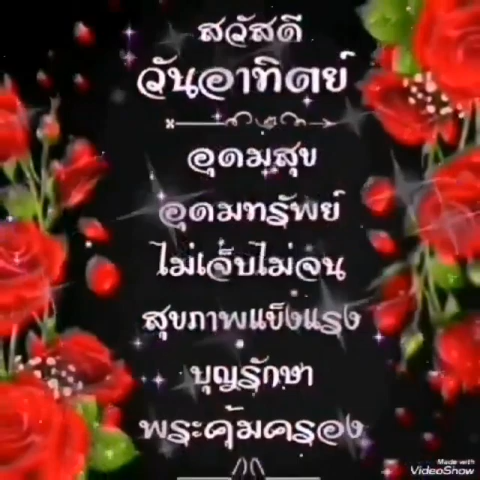 สวัสดี
วันอาทิตย์
อุดมสุข
อุดมทรัพย์
ไม่เจ็บไม่จน
สุขภาพแข็งแรง
บุญรักษา
พระคุ้มครอง
Made with
VideoShow